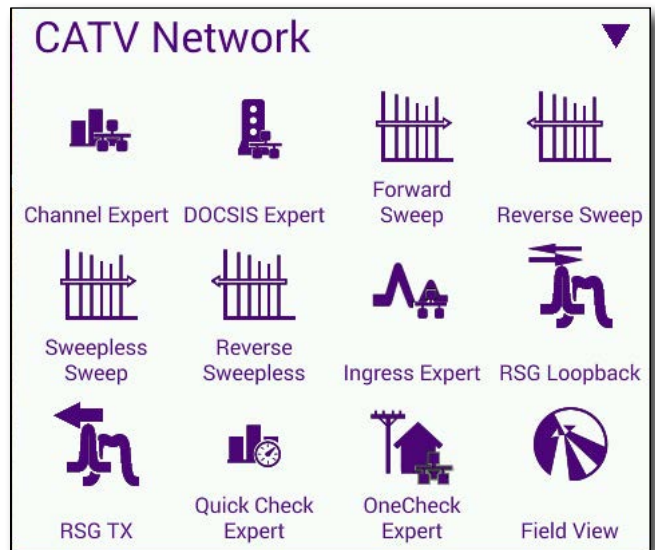 CATV Network
Channel Expert
DOCSIS Expert
Forward
Sweep
Reverse Sweep
Sweepless
Sweep
Reverse
Sweepless
Ingress Expert
RSG Loopback
RSG TX
Quick Check
Expert
OneCheck
Expert
Field View